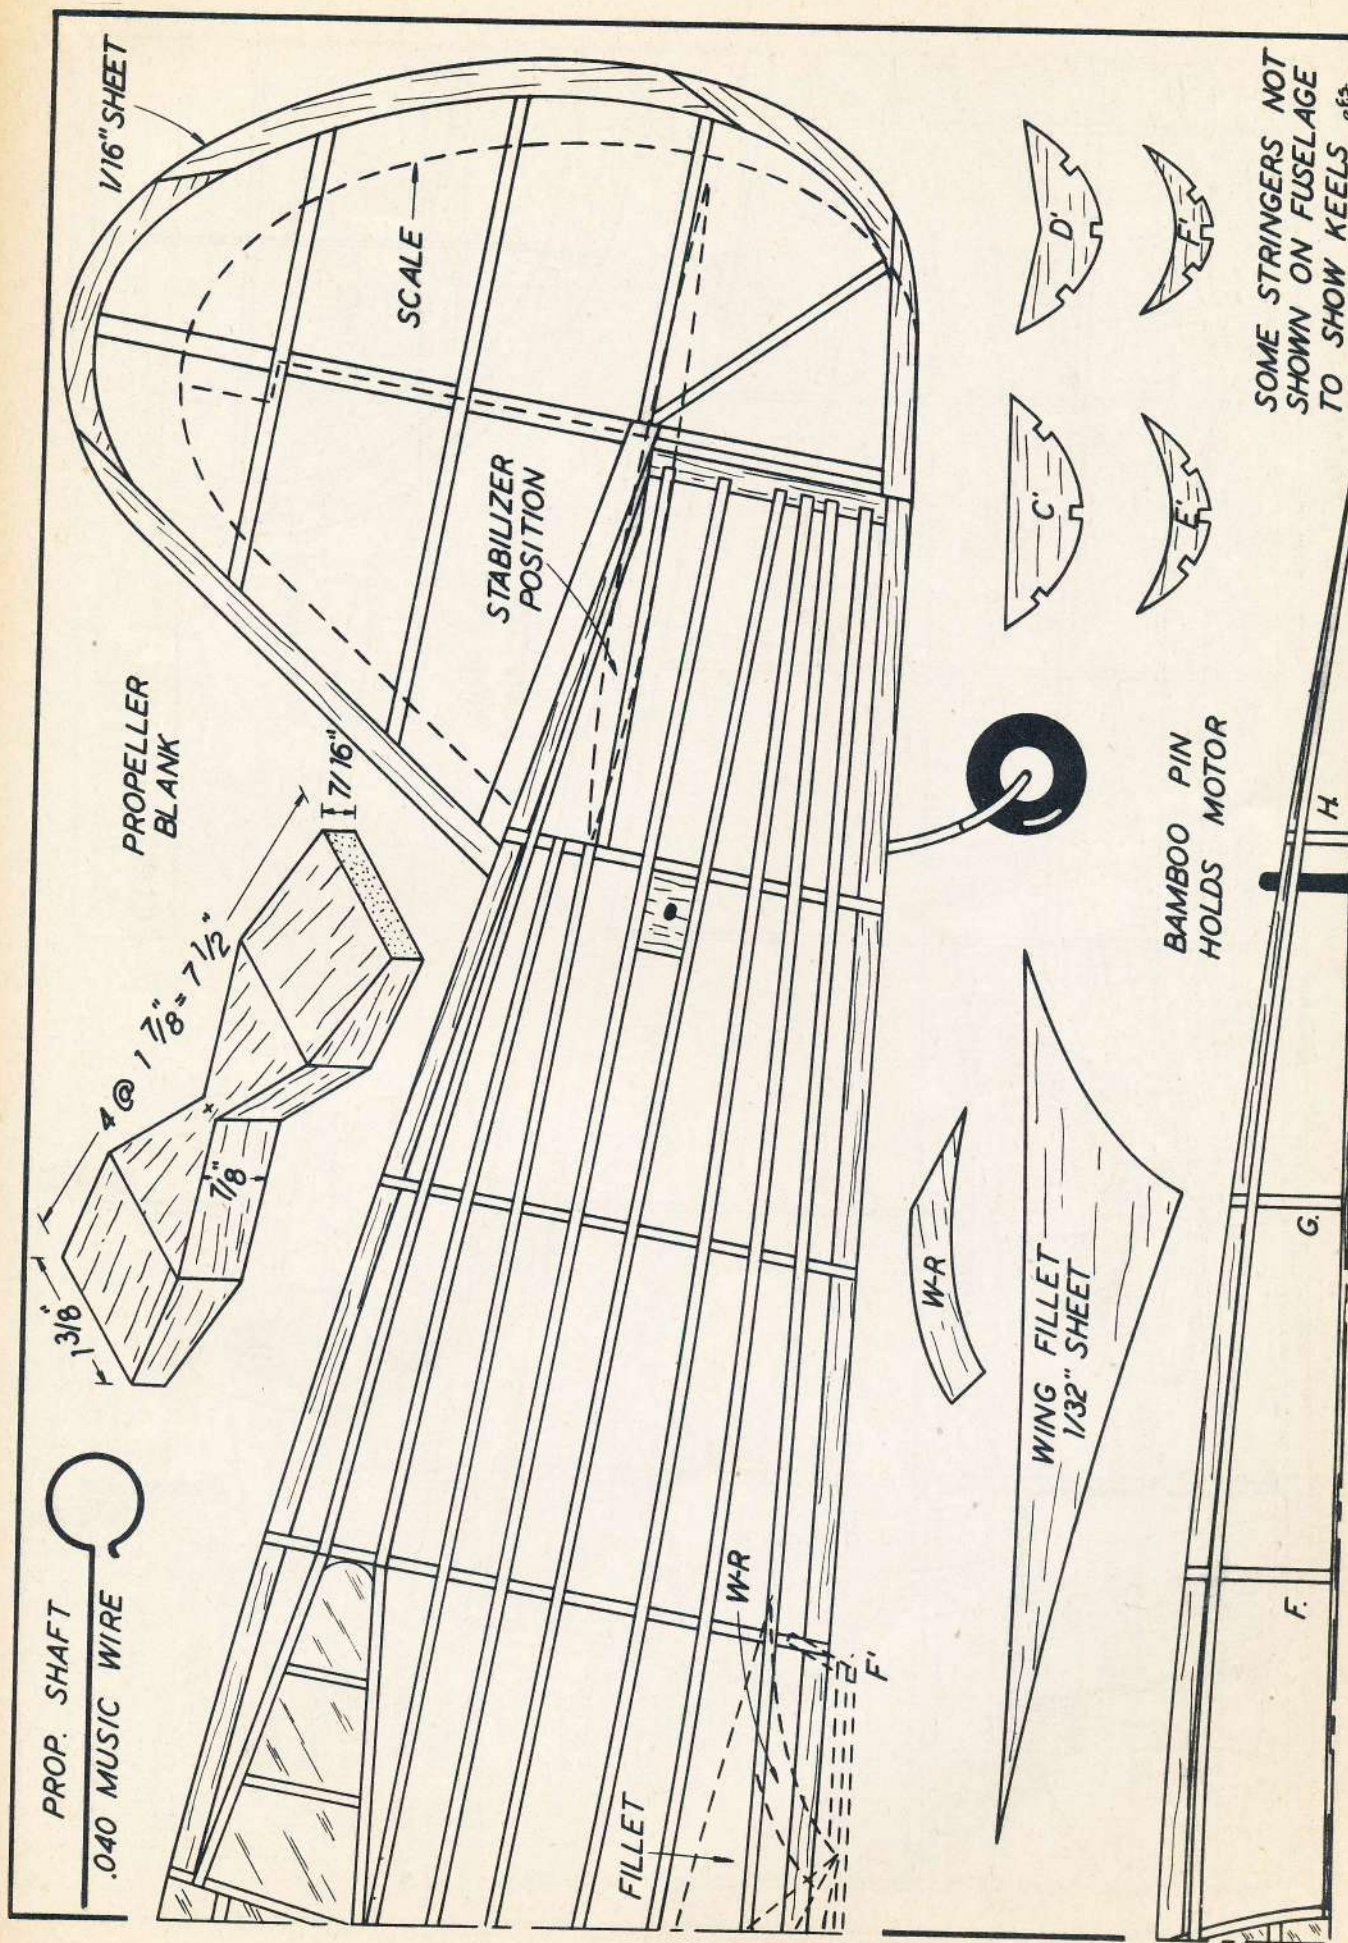 PROP. SHAFT
.040 MUSIC WIRE
1 3/8"
4 @ 1 7/8" = 7 1/2"
7/8"
7/16"
PROPELLER
BLANK
1/16" SHEET
SCALE
STABILIZER
POSITION
FILLET
W-R
F'
W-R
WING FILLET
1/32" SHEET
C'
D'
E'
F'
BAMBOO PIN
HOLDS MOTOR
SOME STRINGERS NOT
SHOWN ON FUSELAGE
TO SHOW KEELS
F.
G.
H.